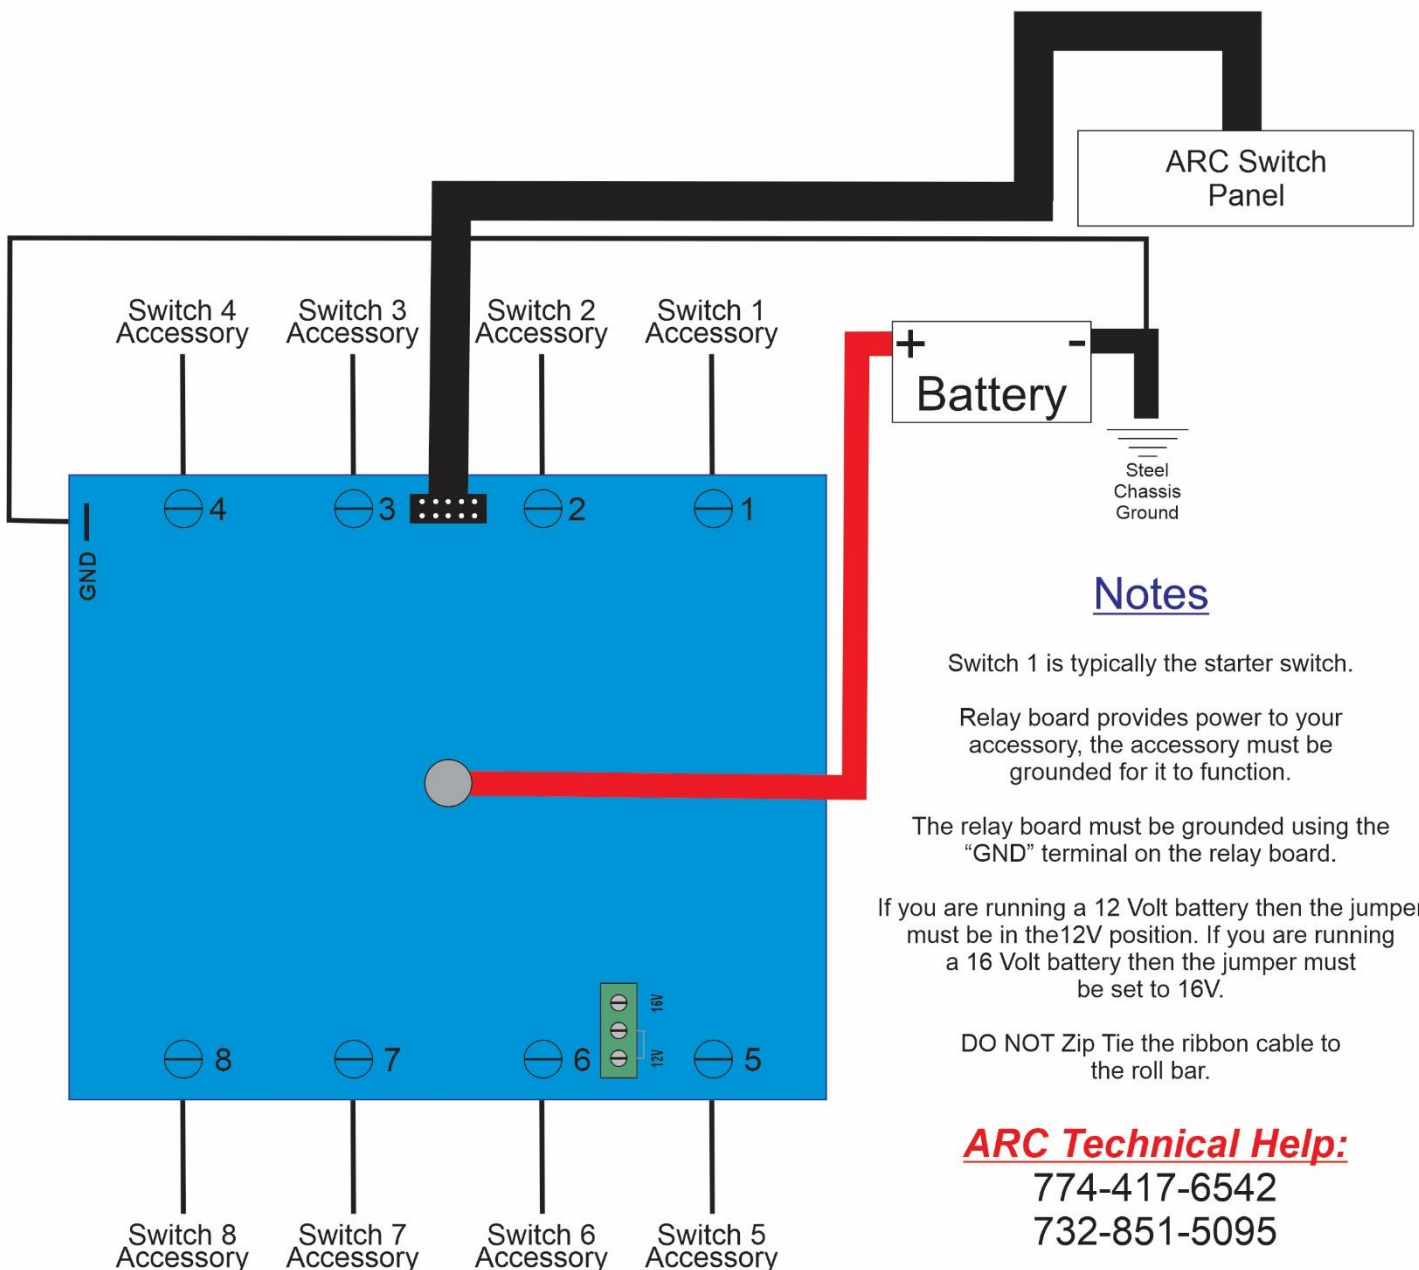 ARC Switch
Panel
Switch 4
Accessory
Switch 3
Accessory
Switch 2
Accessory
Switch 1
Accessory
+
-
Battery
Steel
Chassis
Ground
4
3
2
1
GND
Notes
Switch 1 is typically the starter switch.
Relay board provides power to your
accessory, the accessory must be
grounded for it to function.
The relay board must be grounded using the
“GND” terminal on the relay board.
If you are running a 12 Volt battery then the jumper
must be in the12V position. If you are running
a 16 Volt battery then the jumper must
be set to 16V.
DO NOT Zip Tie the ribbon cable to
the roll bar.
16V
12V
8
7
6
5
ARC Technical Help:
774-417-6542
732-851-5095
Switch 8
Accessory
Switch 7
Accessory
Switch 6
Accessory
Switch 5
Accessory